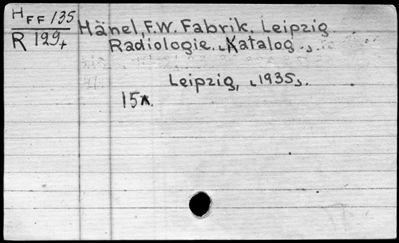 HFF 135
R 129+
Hänel, F.W. Fabrik. Leipzig
Radiologie. Katalog.
Leipzig, 1935.
15